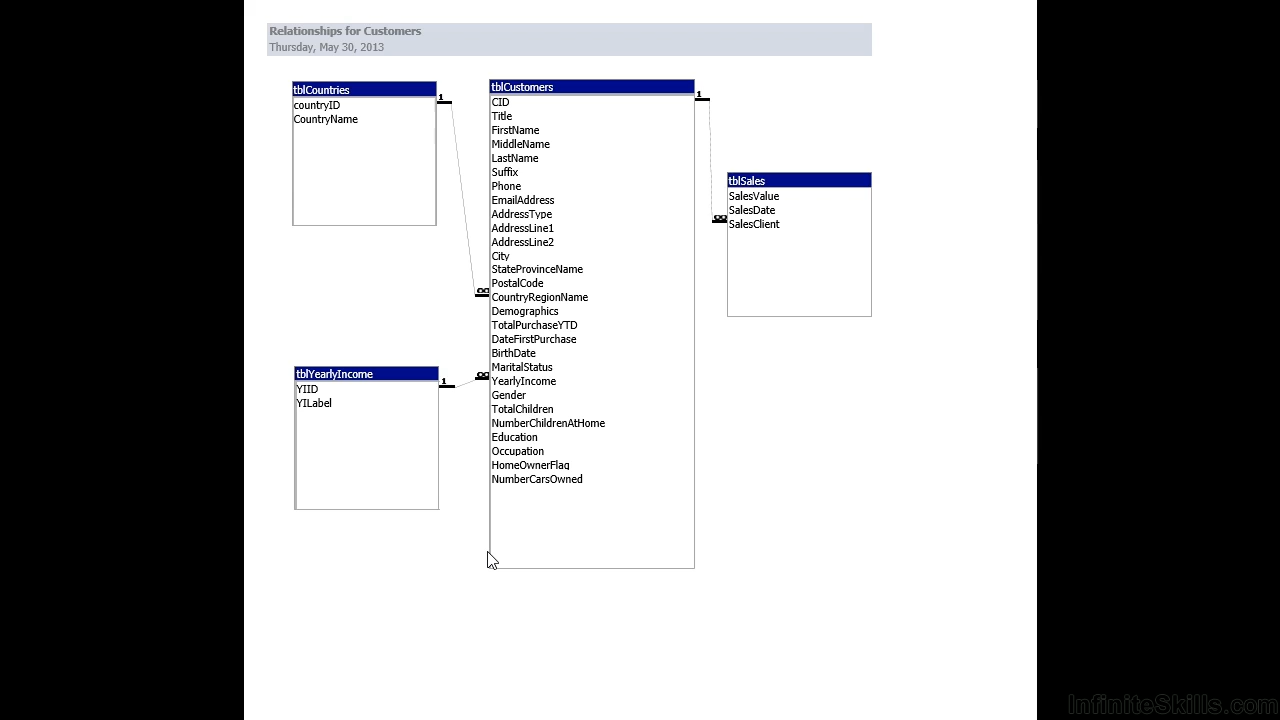 Relationships for Customers
Thursday, May 30, 2013
tblCountries
countryID
CountryName
1
∞
tblCustomers
CID
Title
FirstName
MiddleName
LastName
Suffix
Phone
EmailAddress
AddressType
AddressLine1
AddressLine2
City
StateProvinceName
PostalCode
CountryRegionName
Demographics
TotalPurchaseYTD
DateFirstPurchase
BirthDate
MaritalStatus
YearlyIncome
Gender
TotalChildren
NumberChildrenAtHome
Education
Occupation
HomeOwnerFlag
NumberCarsOwned
1
∞
tblSales
SalesValue
SalesDate
SalesClient
tblYearlyIncome
YIID
YILabel
1
∞
InfiniteSkills.com